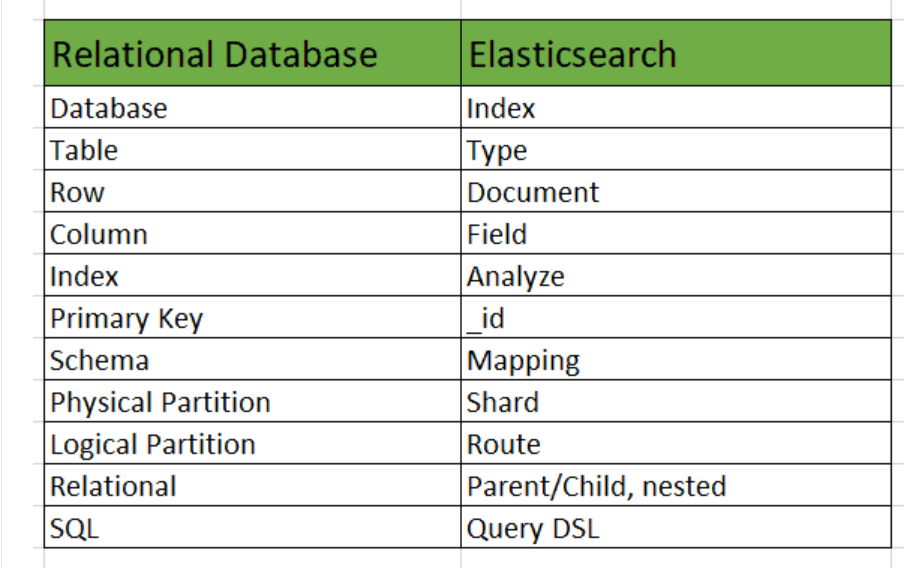 Relational Database Elasticsearch
Database Index
Table Type
Row Document
Column Field
Index Analyze
Primary Key _id
Schema Mapping
Physical Partition Shard
Logical Partition Route
Relational Parent/Child, nested
SQL Query DSL